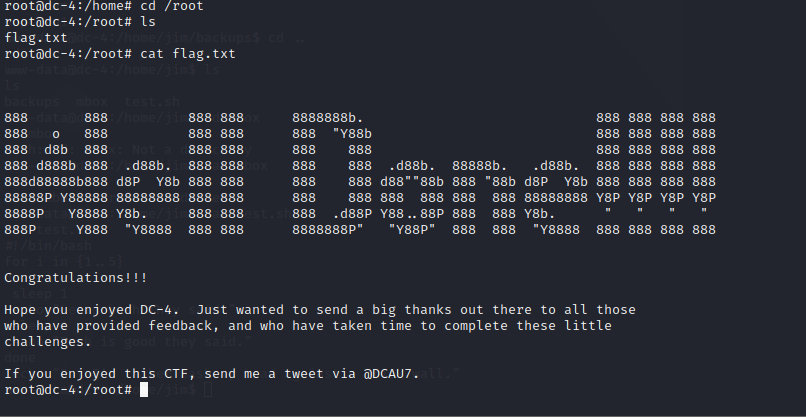 root@dc-4:/home# cd /root
root@dc-4:/root# ls
flag.txt
root@dc-4:/root# cat flag.txt
888       888          888 888      8888888b.                             888 888 888 888
888   o   888          888 888      888  "Y88b                            888 888 888 888
888  d8b  888          888 888      888    888                            888 888 888 888
888 d888b 888  .d88b.  888 888      888    888  .d88b.  88888b.   .d88b.  888 888 888 888
888d88888b888 d8P  Y8b 888 888      888    888 d88""88b 888 "88b d8P  Y8b 888 888 888 888
88888P Y88888 88888888 888 888      888    888 888  888 888  888 88888888 Y8P Y8P Y8P Y8P
8888P   Y8888 Y8b.     888 888      888  .d88P Y88..88P 888  888 Y8b.      "   "   "   "
888P     Y888  "Y8888  888 888      8888888P"   "Y88P"  888  888  "Y8888  888 888 888 888
Congratulations!!!
Hope you enjoyed DC-4.  Just wanted to send a big thanks out there to all those
who have provided feedback, and who have taken time to complete these little
challenges.
If you enjoyed this CTF, send me a tweet via @DCAU7.
root@dc-4:/root#